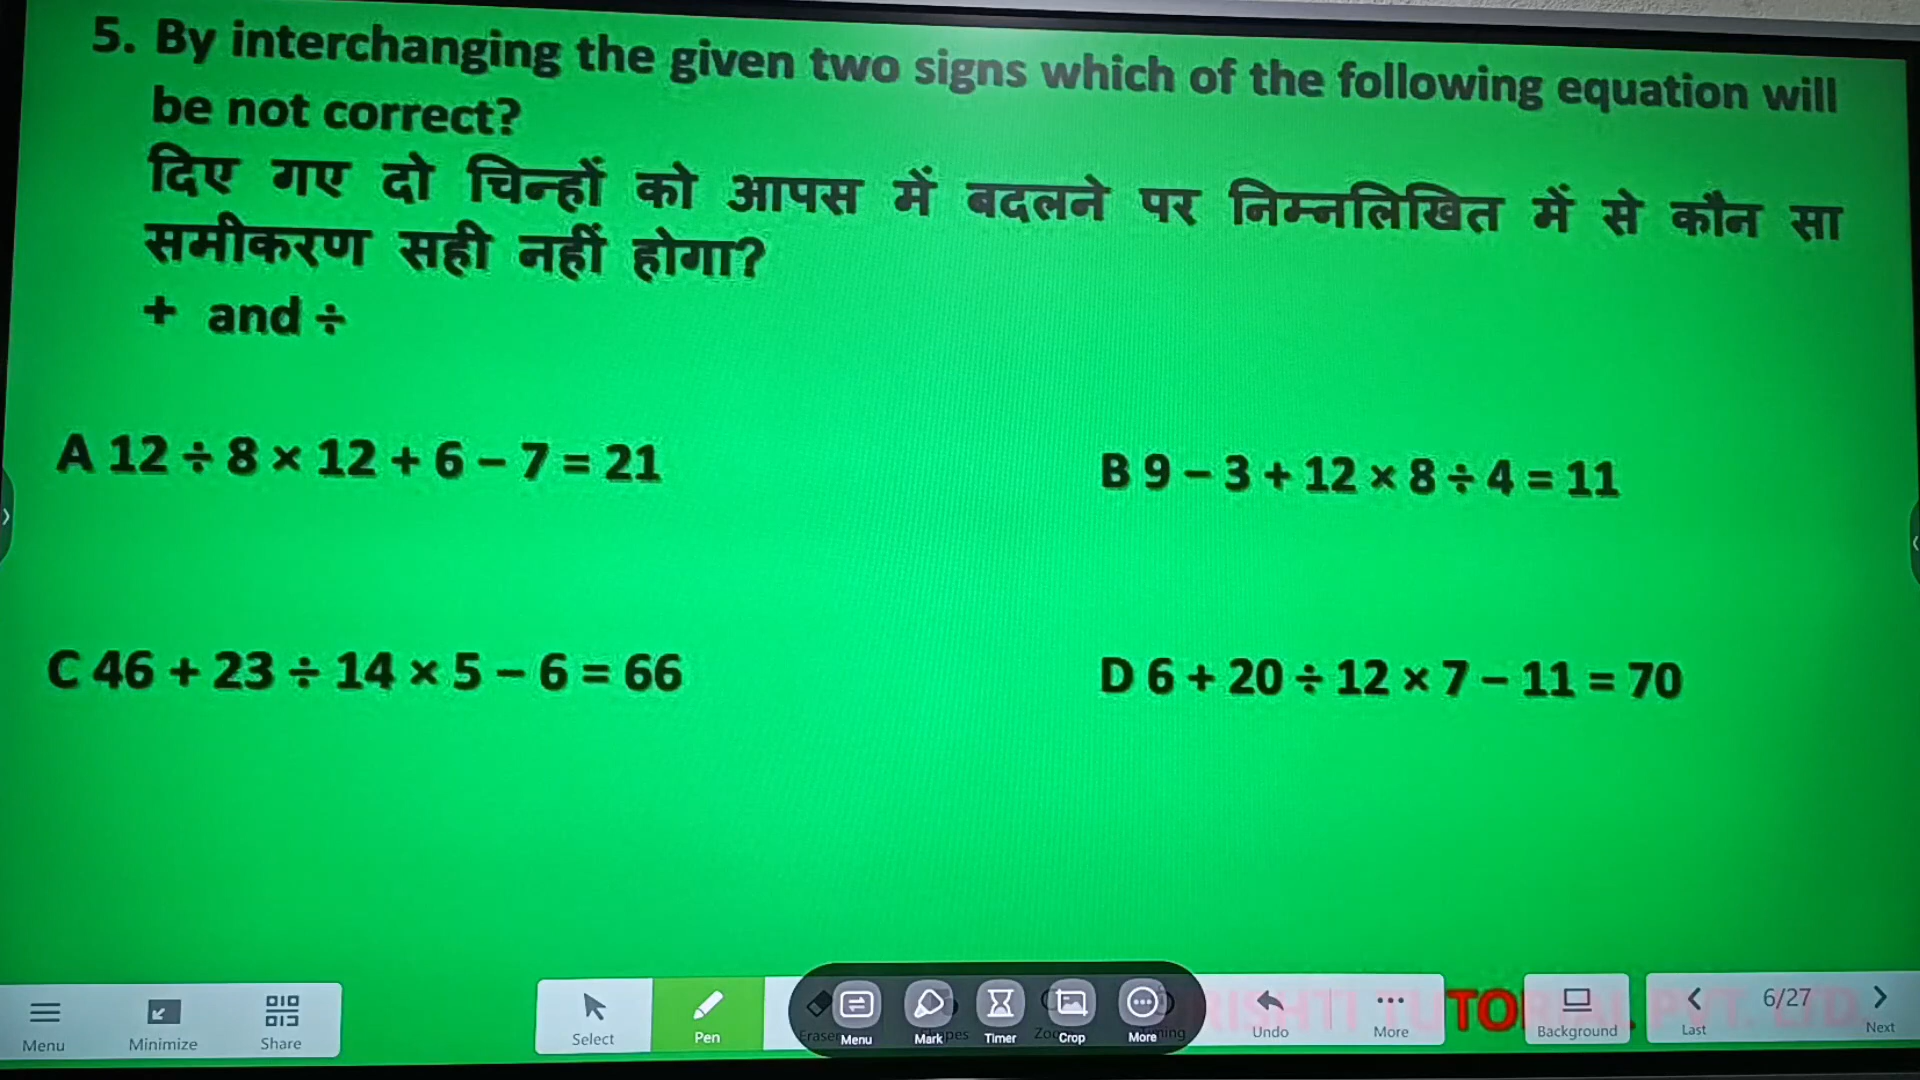 5. By interchanging the given two signs which of the following equation will
be not correct?
दिए गए दो चिन्हों को आपस में बदलने पर निम्नलिखित में से कौन सा
समीकरण सही नहीं होगा?
+ and ÷
A 12 ÷ 8 × 12 + 6 – 7 = 21
B 9 – 3 + 12 × 8 ÷ 4 = 11
C 46 + 23 ÷ 14 × 5 – 6 = 66
D 6 + 20 ÷ 12 × 7 – 11 = 70
Menu
Minimize
Share
Select
Pen
Menu
Mark
Timer
Crop
More
Undo
More
Background
Last
6/27
Next